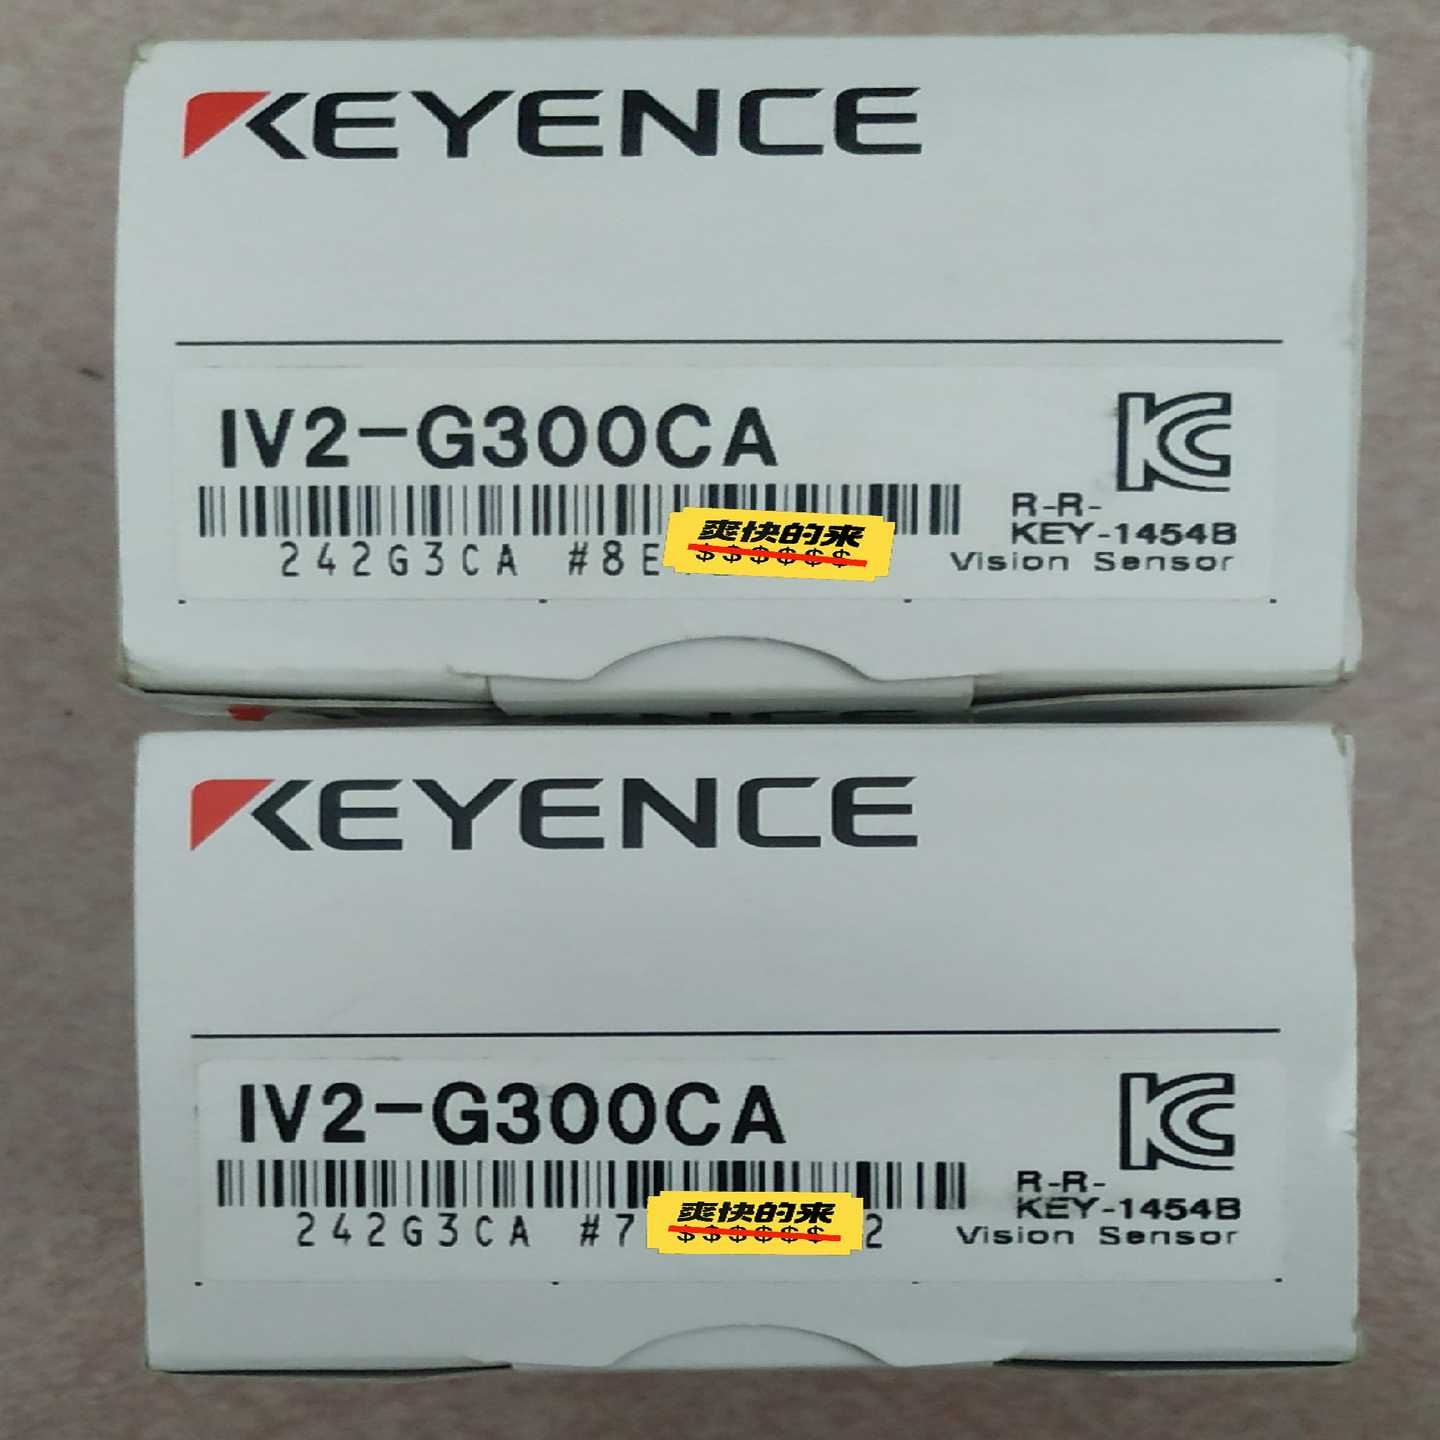 KEYENCE
IV2-G300CA
R-R-
KEY-1454B
242G3CA #8E
爽快的来
$$$$$$
Vision Sensor
KEYENCE
IV2-G300CA
R-R-
KEY-1454B
242G3CA #7
爽快的来
$$$$$$
2
Vision Sensor